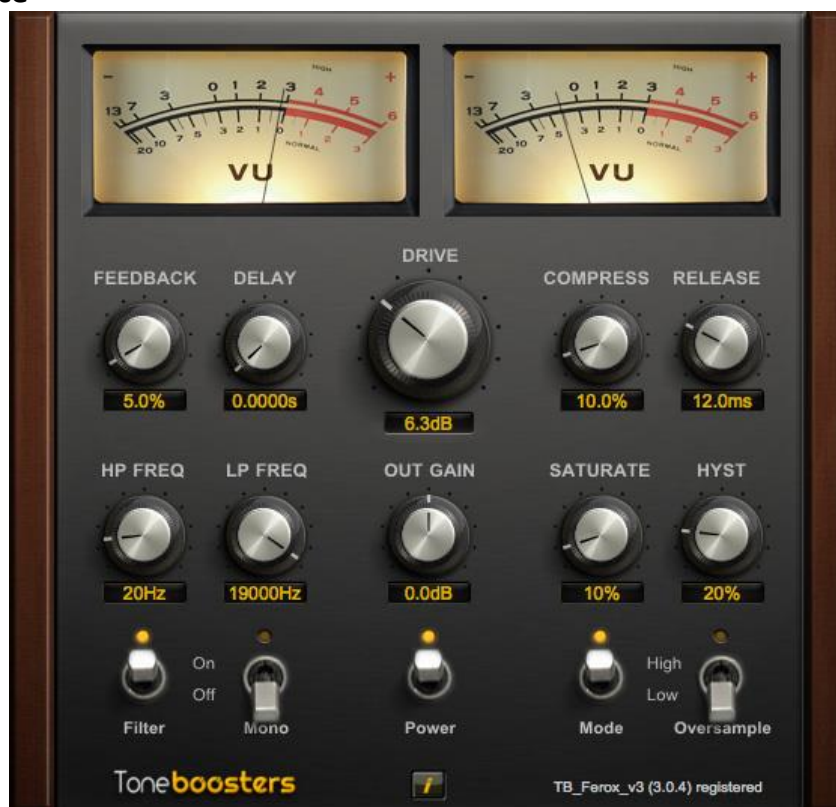 - HIGH +
13 7 3 0 1 2 3 4 5 6
20 10 7 5 3 2 1 0 1 2 3
NORMAL
VU
- HIGH +
13 7 3 0 1 2 3 4 5 6
20 10 7 5 3 2 1 0 1 2 3
NORMAL
VU
DRIVE
FEEDBACK DELAY COMPRESS RELEASE
5.0% 0.0000s 10.0% 12.0ms
6.3dB
HP FREQ LP FREQ OUT GAIN SATURATE HYST
20Hz 19000Hz 0.0dB 10% 20%
On High
Off Low
Filter Mono Power Mode Oversample
Toneboosters i TB_Ferox_v3 (3.0.4) registered